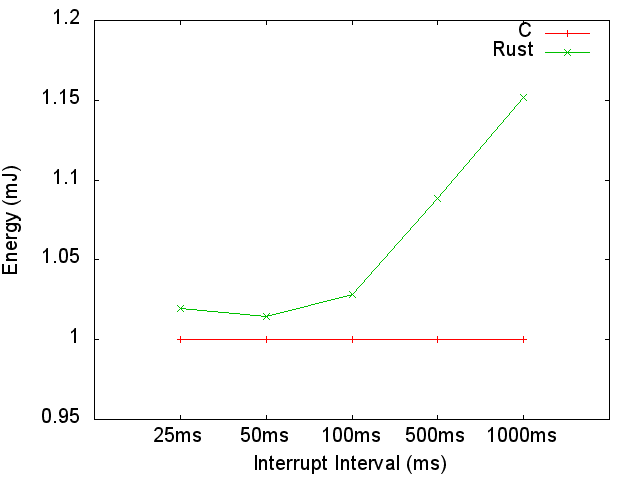 1.2
1.15
1.1
1.05
1
0.95
Energy (mJ)
C
Rust
25ms 50ms 100ms 500ms 1000ms
Interrupt Interval (ms)